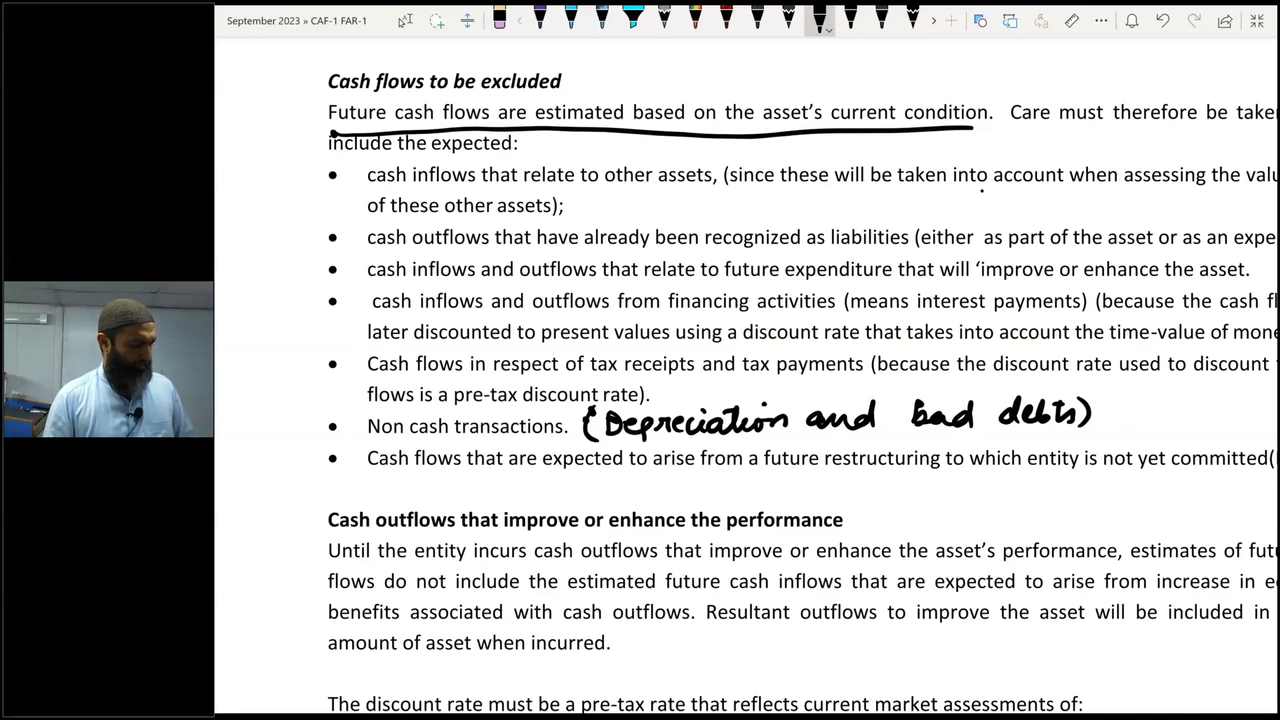 September 2023 » CAF-1 FAR-1
Cash flows to be excluded
Future cash flows are estimated based on the asset's current condition. Care must therefore be taken
include the expected:
• cash inflows that relate to other assets, (since these will be taken into account when assessing the valu
of these other assets);
• cash outflows that have already been recognized as liabilities (either as part of the asset or as an expe
• cash inflows and outflows that relate to future expenditure that will 'improve or enhance the asset.
• cash inflows and outflows from financing activities (means interest payments) (because the cash fl
later discounted to present values using a discount rate that takes into account the time-value of mone
• Cash flows in respect of tax receipts and tax payments (because the discount rate used to discount
flows is a pre-tax discount rate).
• Non cash transactions. (Depreciation and bad debts)
• Cash flows that are expected to arise from a future restructuring to which entity is not yet committed(
Cash outflows that improve or enhance the performance
Until the entity incurs cash outflows that improve or enhance the asset's performance, estimates of futu
flows do not include the estimated future cash inflows that are expected to arise from increase in e
benefits associated with cash outflows. Resultant outflows to improve the asset will be included in
amount of asset when incurred.
The discount rate must be a pre-tax rate that reflects current market assessments of: